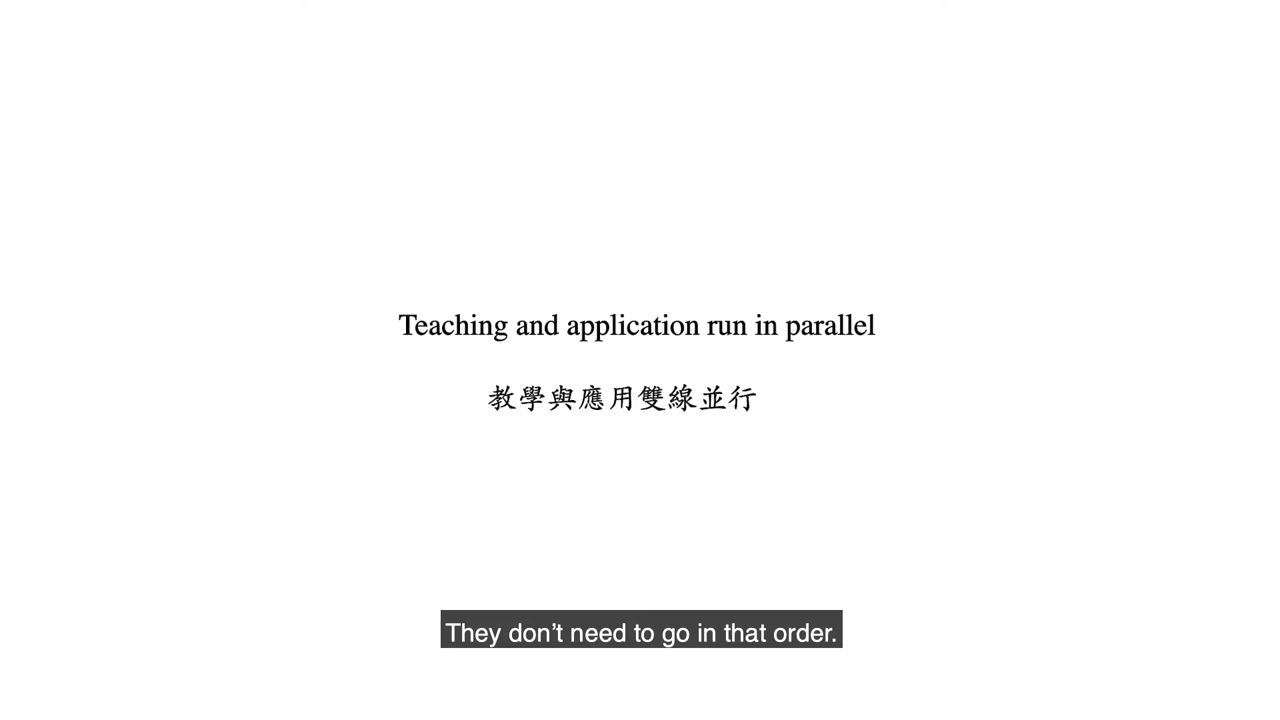 Teaching and application run in parallel
教學與應用雙線並行
They don’t need to go in that order.